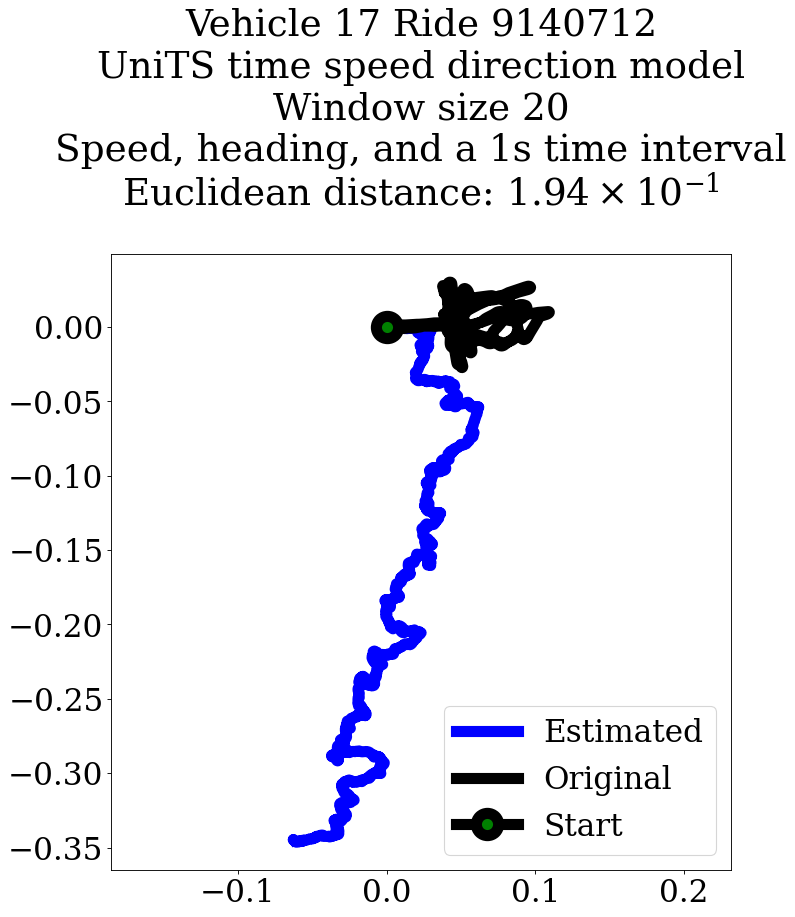 Vehicle 17 Ride 9140712
UniTS time speed direction model
Window size 20
Speed, heading, and a 1s time interval
Euclidean distance: 1.94 × 10⁻¹
0.00
−0.05
−0.10
−0.15
−0.20
−0.25
−0.30
−0.35
Estimated
Original
Start
−0.1 0.0 0.1 0.2